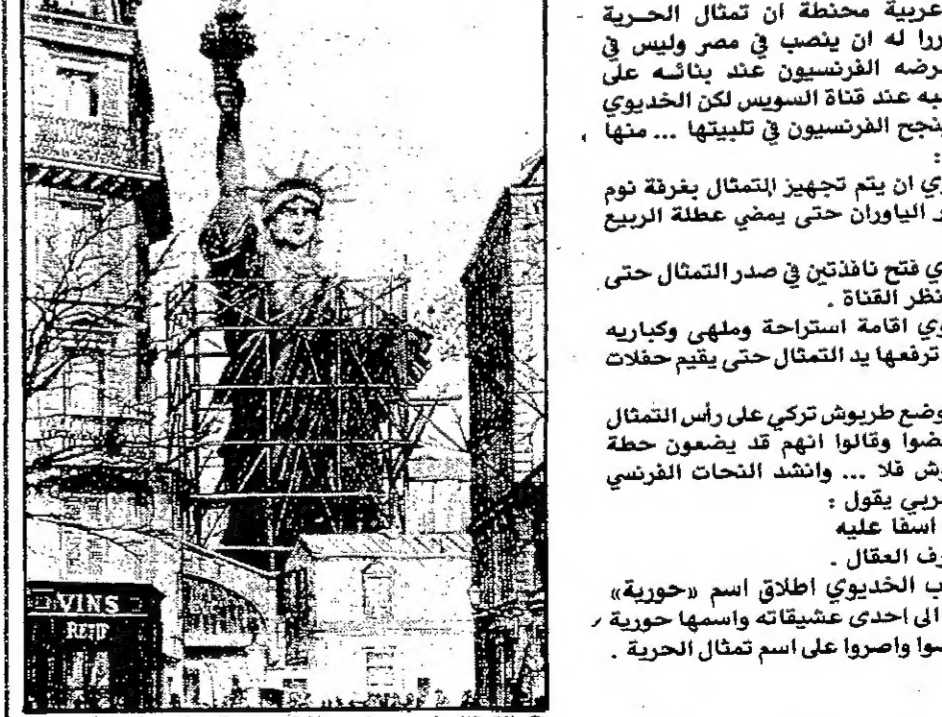 عربية محنطة ان تمثال الحرية
ررا له ان ينصب في مصر وليس في
رضه الفرنسيون عند بنائه على
به عند قناة السويس لكن الخديوي
نجح الفرنسيون في تلبيتها ... منها
:
ي ان يتم تجهيز التمثال بغرفة نوم
ر الياوران حتى يمضي عطلة الربيع
ي فتح نافذتين في صدر التمثال حتى
نظر القناة .
وي اقامة استراحة وملهى وكباريه
ترفعها يد التمثال حتى يقيم حفلات
وضع طربوش تركي على رأس التمثال
ضوا وقالوا انهم قد يضعون حطة
ش فلا ... وانشد النحات الفرنسي
ربي يقول :
اسفا عليه
رف العقال .
ب الخديوي اطلاق اسم «حورية»
الى احدى عشيقاته واسمها حورية
ضوا واصروا على اسم تمثال الحرية .
VINS